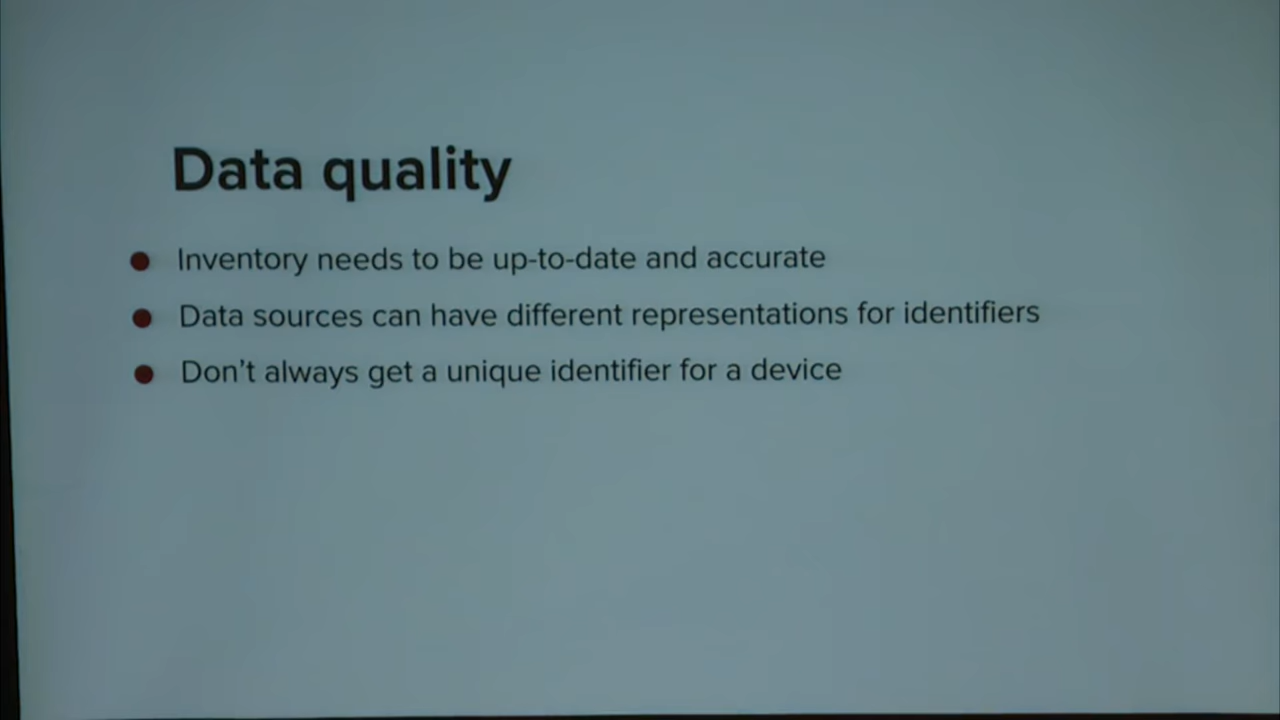 Data quality
Inventory needs to be up-to-date and accurate
Data sources can have different representations for identifiers
Don't always get a unique identifier for a device